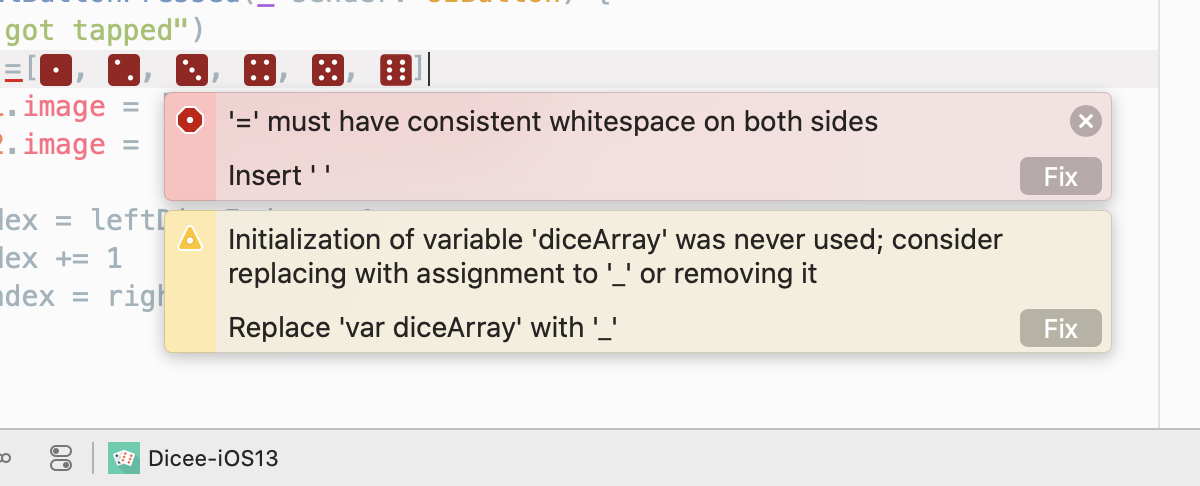 got tapped")
=[ , , , , , ]
.image =
.image =
'=' must have consistent whitespace on both sides
Insert ' '
Fix
dex = left
dex += 1
ndex = righ
Initialization of variable 'diceArray' was never used; consider
replacing with assignment to '_' or removing it
Replace 'var diceArray' with '_'
Fix
Dicee-iOS13